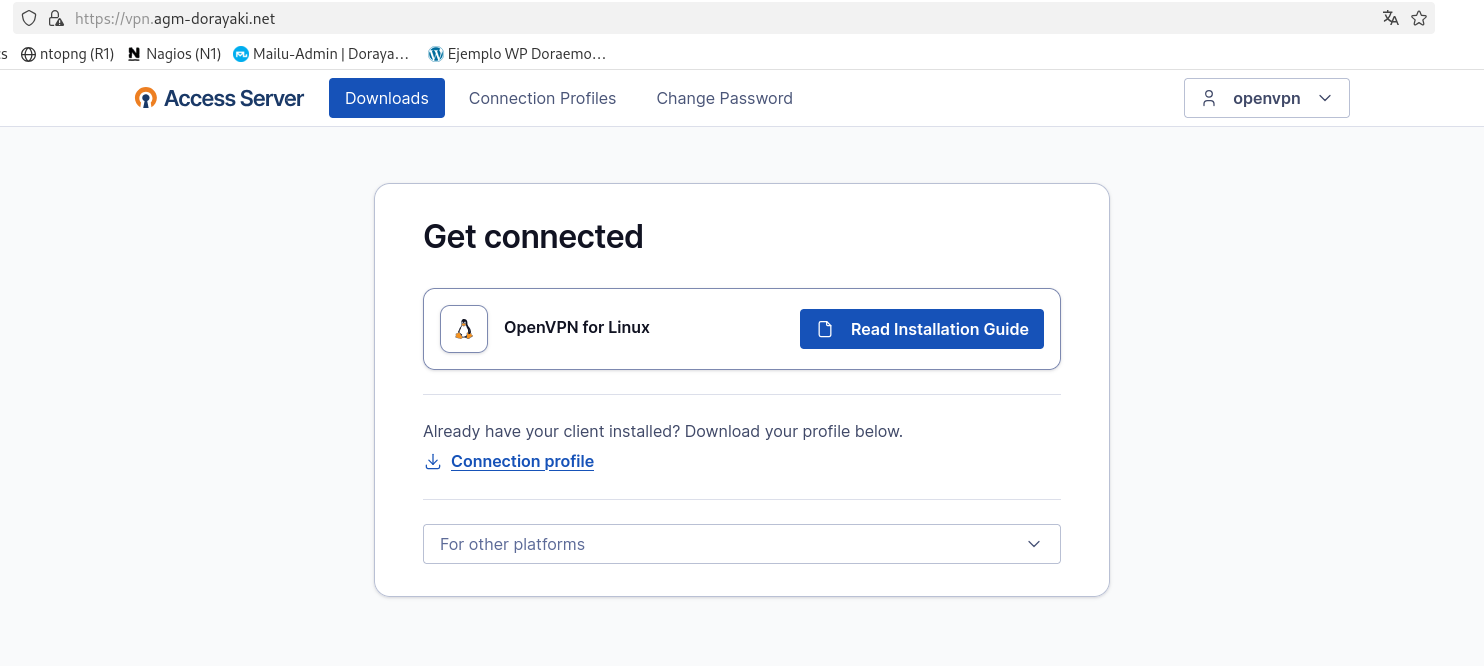 https://vpn.agm-dorayaki.net
s ntopng (R1) Nagios (N1) Mailu-Admin | Doraya… Ejemplo WP Doraemo…
Access Server Downloads Connection Profiles Change Password openvpn
Get connected
OpenVPN for Linux Read Installation Guide
Already have your client installed? Download your profile below.
Connection profile
For other platforms